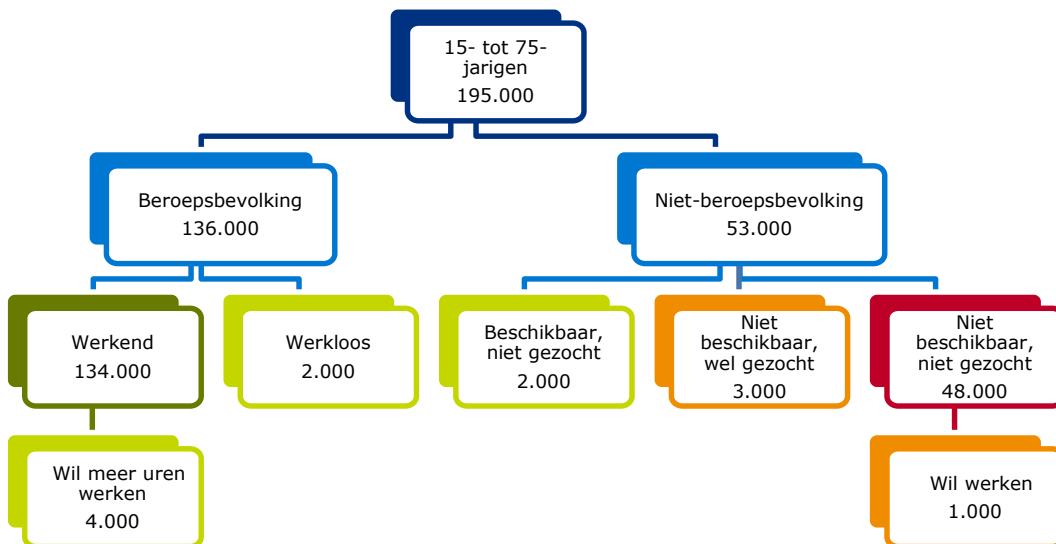 15- tot 75-
jarigen
195.000
Beroepsbevolking
136.000
Niet-beroepsbevolking
53.000
Werkend
134.000
Werkloos
2.000
Beschikbaar,
niet gezocht
2.000
Niet
beschikbaar,
wel gezocht
3.000
Niet
beschikbaar,
niet gezocht
48.000
Wil meer uren
werken
4.000
Wil werken
1.000